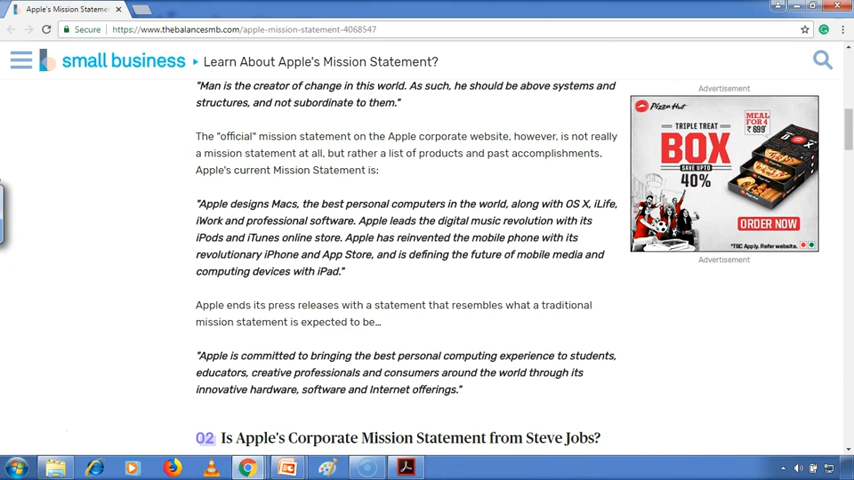 Apple's Mission Stateme
Secure
https://www.thebalancesmb.com/apple-mission-statement-4068547
small business
Learn About Apple's Mission Statement?
"Man is the creator of change in this world. As such, he should be above systems and
structures, and not subordinate to them."
The "official" mission statement on the Apple corporate website, however, is not really
a mission statement at all, but rather a list of products and past accomplishments.
Apple's current Mission Statement is:
"Apple designs Macs, the best personal computers in the world, along with OS X, iLife,
iWork and professional software. Apple leads the digital music revolution with its
iPods and iTunes online store. Apple has reinvented the mobile phone with its
revolutionary iPhone and App Store, and is defining the future of mobile media and
computing devices with iPad."
Apple ends its press releases with a statement that resembles what a traditional
mission statement is expected to be…
"Apple is committed to bringing the best personal computing experience to students,
educators, creative professionals and consumers around the world through its
innovative hardware, software and Internet offerings."
02 Is Apple's Corporate Mission Statement from Steve Jobs?
Advertisement
Pizza Hut
TRIPLE TREAT
BOX
SAVE UPTO
40%
MEAL
FOR 4
₹ 699
ORDER NOW
*T&C Apply. Refer website.
Advertisement